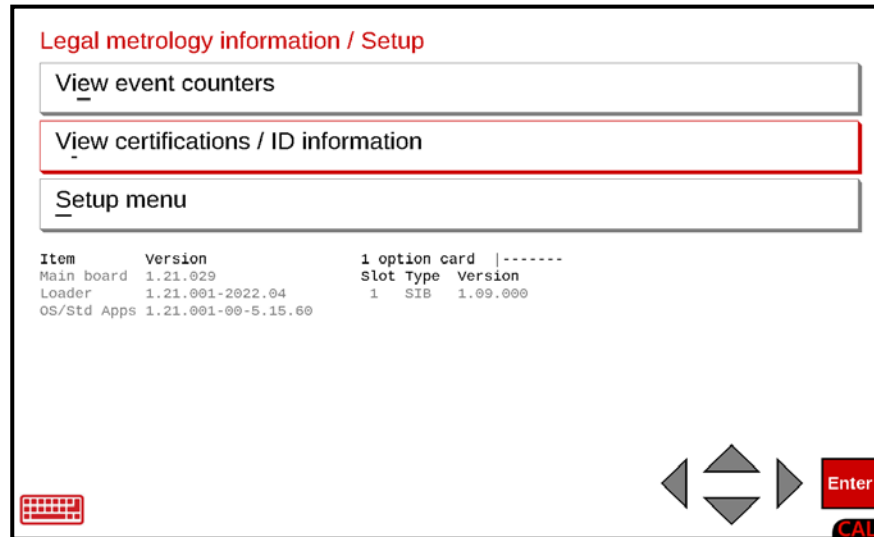 Legal metrology information / Setup
View event counters
View certifications / ID information
Setup menu
Item Version 1 option card |-------
Main board 1.21.029 Slot Type Version
Loader 1.21.001-2022.04 1 SIB 1.09.000
OS/Std Apps 1.21.001-00-5.15.60
Enter
CAL